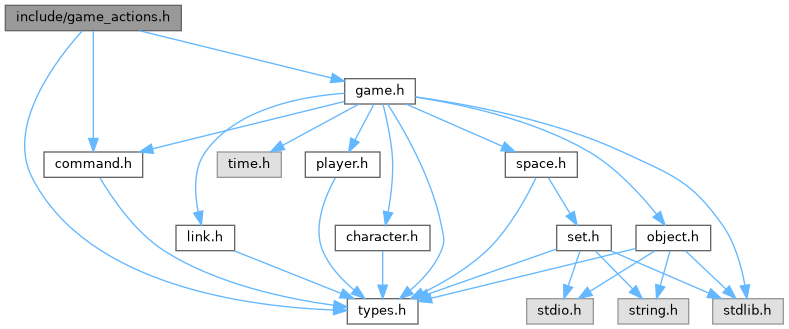 include/game_actions.h
game.h
command.h
time.h
player.h
space.h
link.h
character.h
set.h
object.h
types.h
stdio.h
string.h
stdlib.h